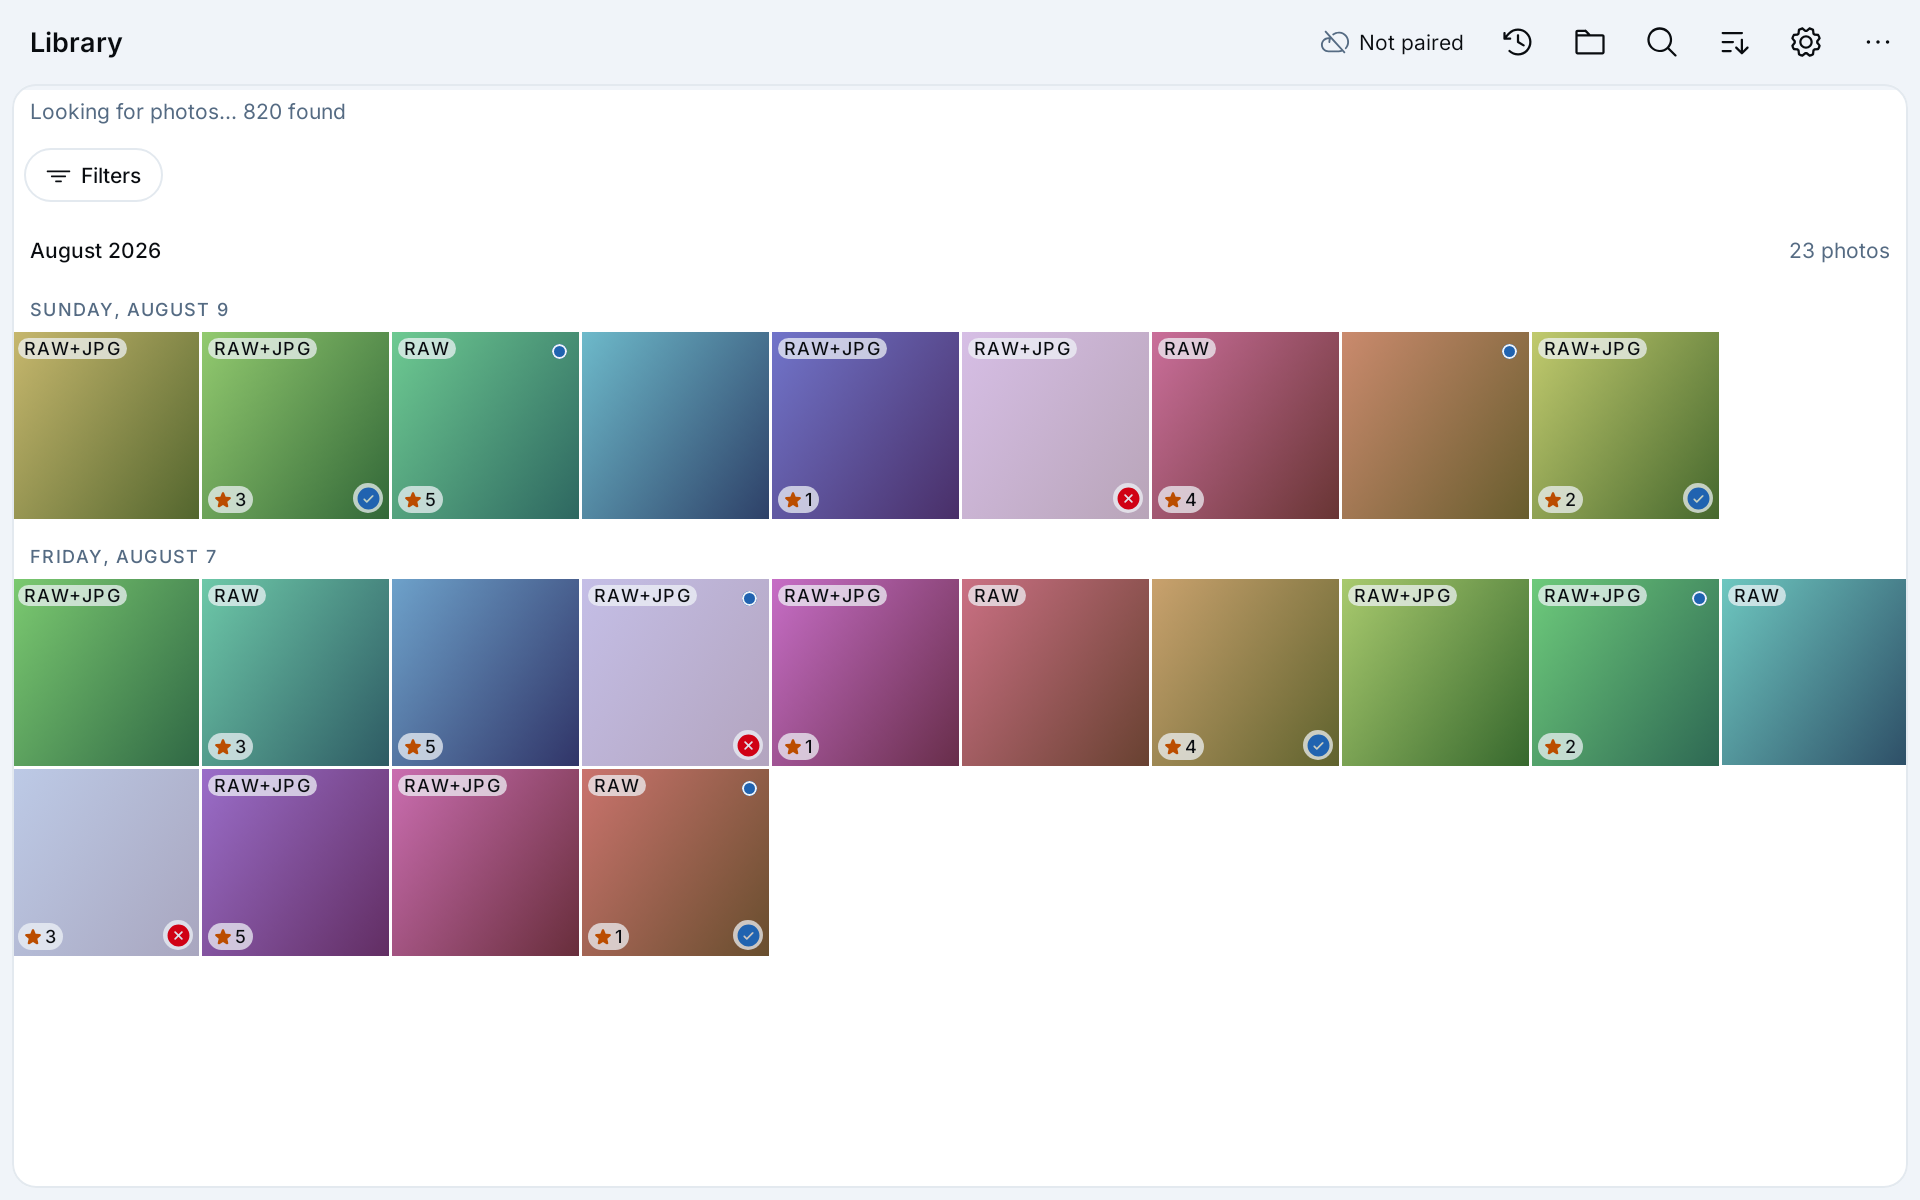 Library
Not paired
Looking for photos... 820 found
Filters
August 2026
23 photos
SUNDAY, AUGUST 9
RAW+JPG RAW+JPG RAW RAW+JPG RAW+JPG RAW RAW+JPG
3 5 1 4 2
FRIDAY, AUGUST 7
RAW+JPG RAW RAW+JPG RAW+JPG RAW RAW+JPG RAW+JPG RAW
3 5 1 4 2
RAW+JPG RAW+JPG RAW
3 5 1